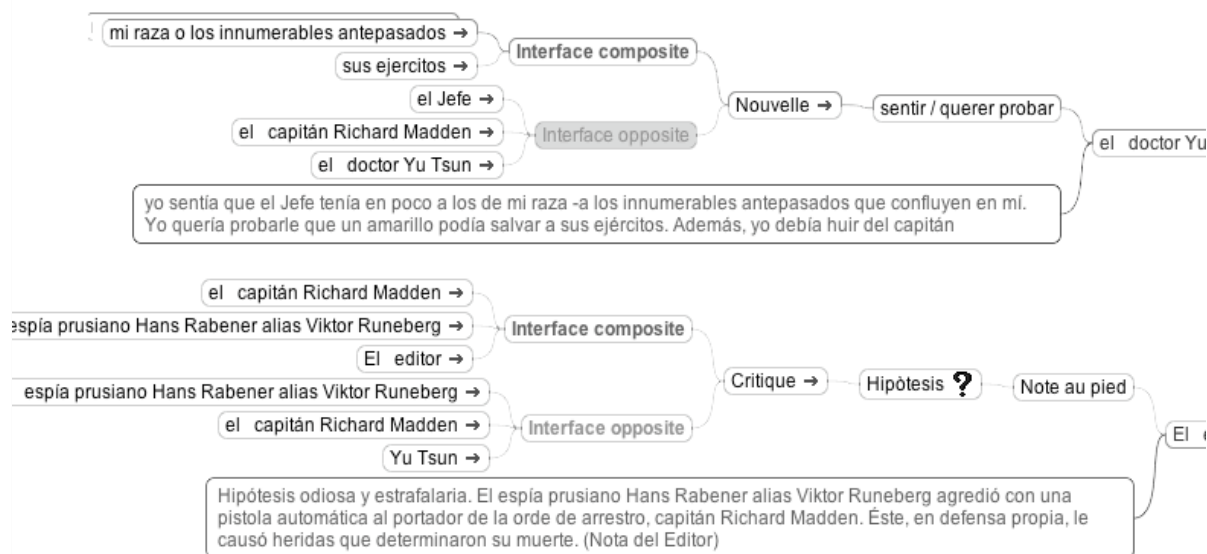 mi raza o los innumerables antepasados ➔
Interface composite
sus ejercitos ➔
el Jefe ➔
Nouvelle ➔
sentir / querer probar
el capitán Richard Madden ➔
Interface opposite
el doctor Yu
el doctor Yu Tsun ➔
yo sentía que el Jefe tenía en poco a los de mi raza -a los innumerables antepasados que confluyen en mí.
Yo quería probarle que un amarillo podía salvar a sus ejércitos. Además, yo debía huir del capitán
el capitán Richard Madden ➔
espía prusiano Hans Rabener alias Viktor Runeberg ➔
Interface composite
El editor ➔
Critique ➔
Hipòtesis ?
Note au pied
espía prusiano Hans Rabener alias Viktor Runeberg ➔
el capitán Richard Madden ➔
Interface opposite
El
Yu Tsun ➔
Hipótesis odiosa y estrafalaria. El espía prusiano Hans Rabener alias Viktor Runeberg agredió con una
pistola automática al portador de la orde de arrestro, capitán Richard Madden. Éste, en defensa propia, le
causó heridas que determinaron su muerte. (Nota del Editor)